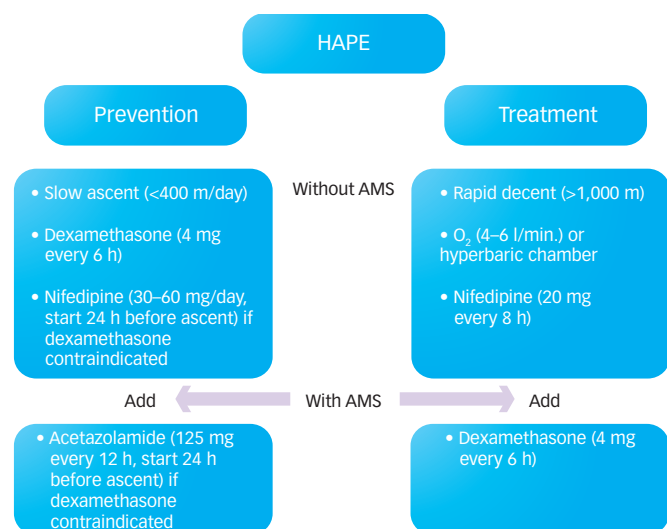 HAPE
Prevention
Treatment
• Slow ascent (<400 m/day)
• Dexamethasone (4 mg
every 6 h)
• Nifedipine (30–60 mg/day,
start 24 h before ascent) if
dexamethasone
contraindicated
Without AMS
• Rapid decent (>1,000 m)
• O₂ (4–6 l/min.) or
hyperbaric chamber
• Nifedipine (20 mg
every 8 h)
Add
With AMS
Add
• Acetazolamide (125 mg
every 12 h, start 24 h
before ascent) if
dexamethasone
contraindicated
• Dexamethasone (4 mg
every 6 h)